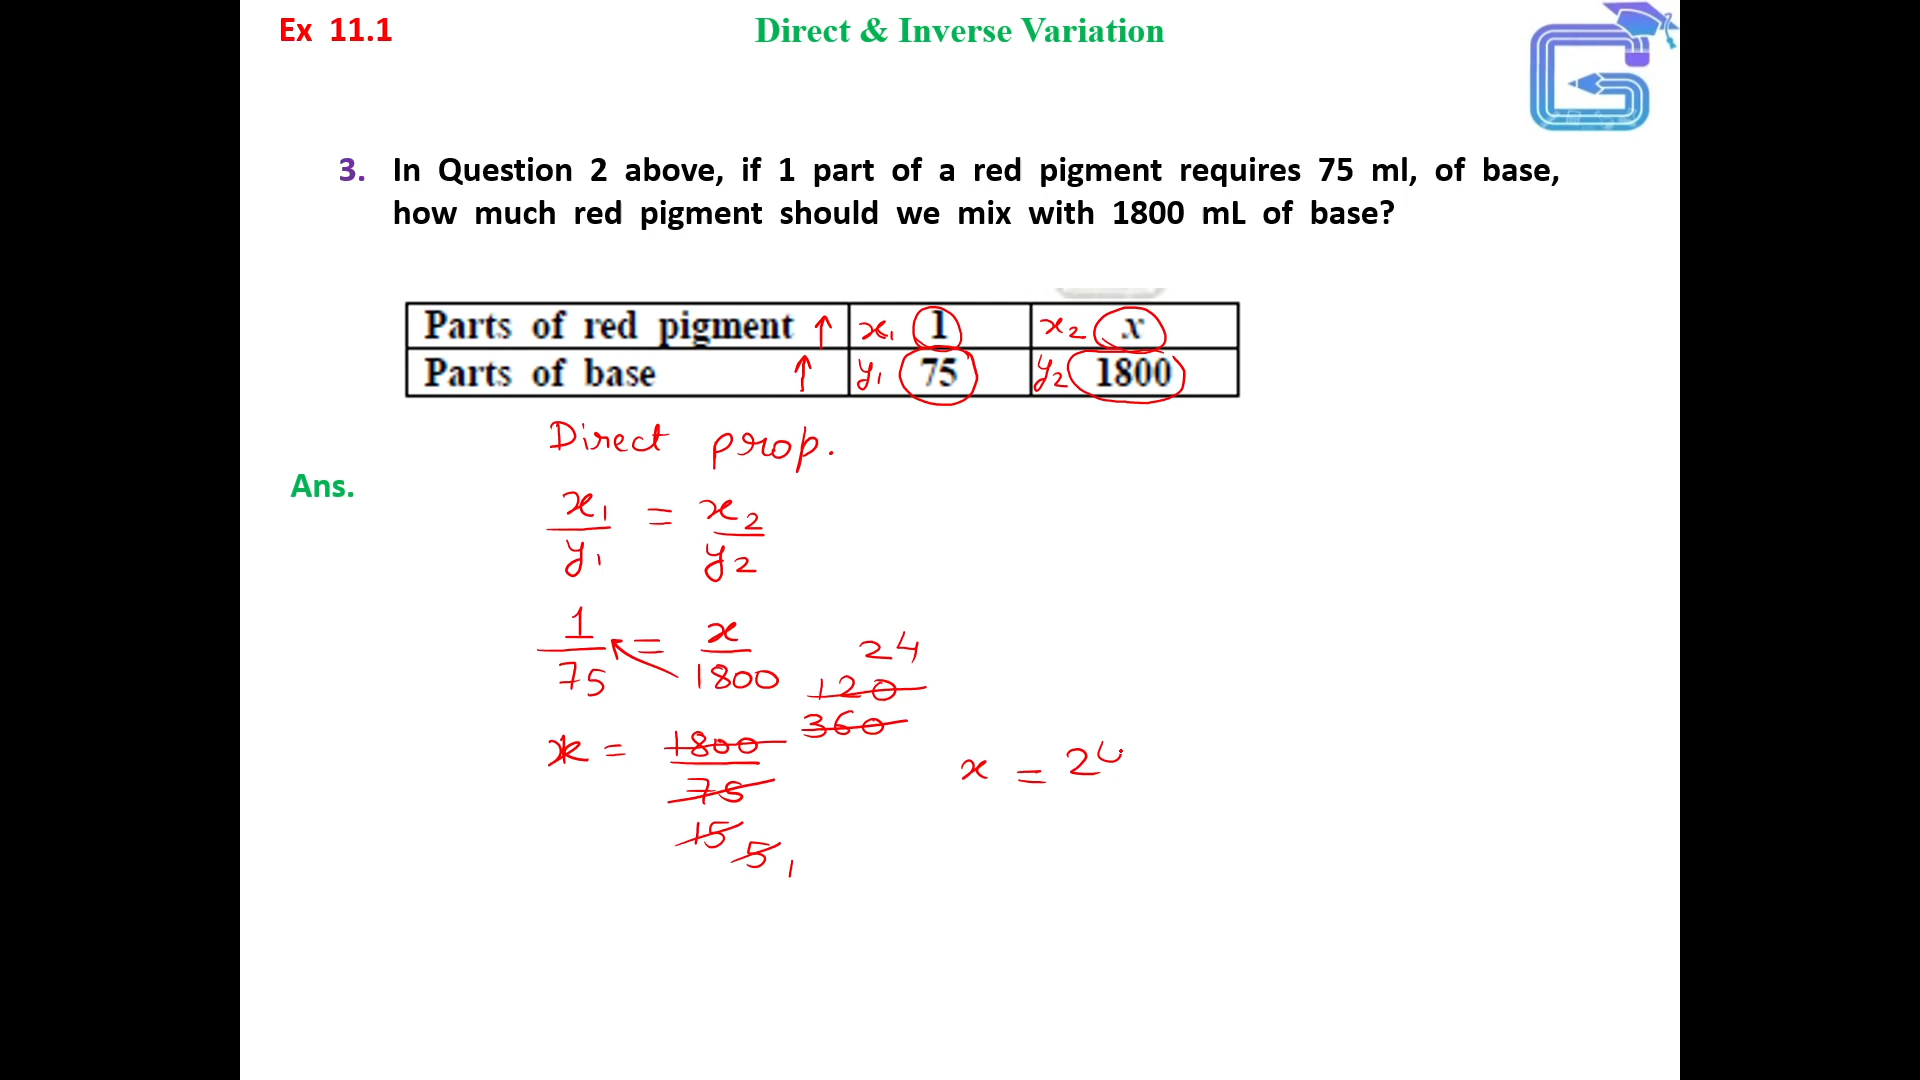 Ex 11.1
Direct & Inverse Variation
3. In Question 2 above, if 1 part of a red pigment requires 75 ml, of base,
how much red pigment should we mix with 1800 mL of base?
Parts of red pigment ↑ x₁ 1 x₂ x
Parts of base ↑ y₁ 75 y₂ 1800
Direct prop.
Ans.
x₁/y₁ = x₂/y₂
1/75 = x/1800
24
120
360
x = 1800/75
15 5 1
x = 24